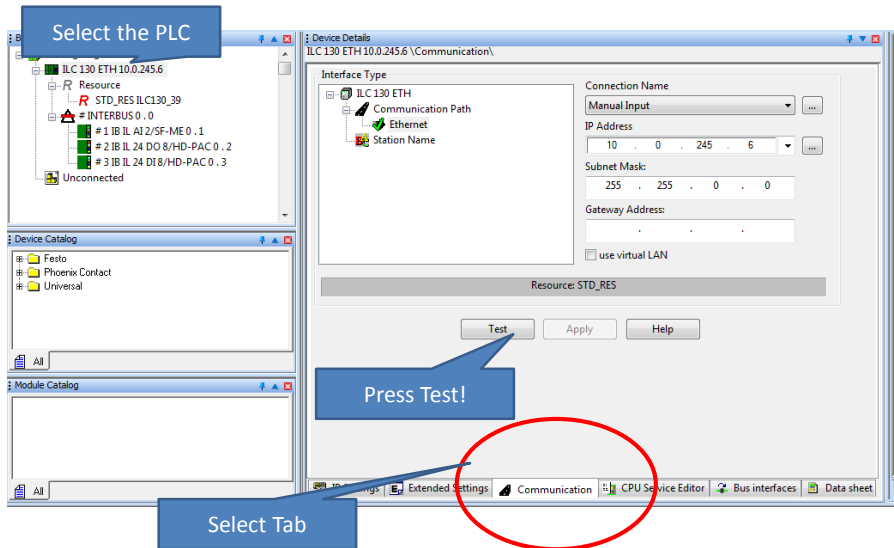 Select the PLC
B
ILC 130 ETH 10.0.245.6
Resource
STD_RES ILC130_39
# INTERBUS 0 . 0
# 1 IB IL AI 2/SF-ME 0 . 1
# 2 IB IL 24 DO 8/HD-PAC 0 . 2
# 3 IB IL 24 DI 8/HD-PAC 0 . 3
Unconnected
Device Catalog
Festo
Phoenix Contact
Universal
All
Module Catalog
All
Device Details
ILC 130 ETH 10.0.245.6 \Communication\
Interface Type
ILC 130 ETH
Communication Path
Ethernet
Station Name
Connection Name
Manual Input
...
IP Address
10 . 0 . 245 . 6
...
Subnet Mask:
255 . 255 . 0 . 0
Gateway Address:
. . .
use virtual LAN
Resource: STD_RES
Test Apply Help
Press Test!
Extended Settings Communication CPU Service Editor Bus interfaces Data sheet
Select Tab